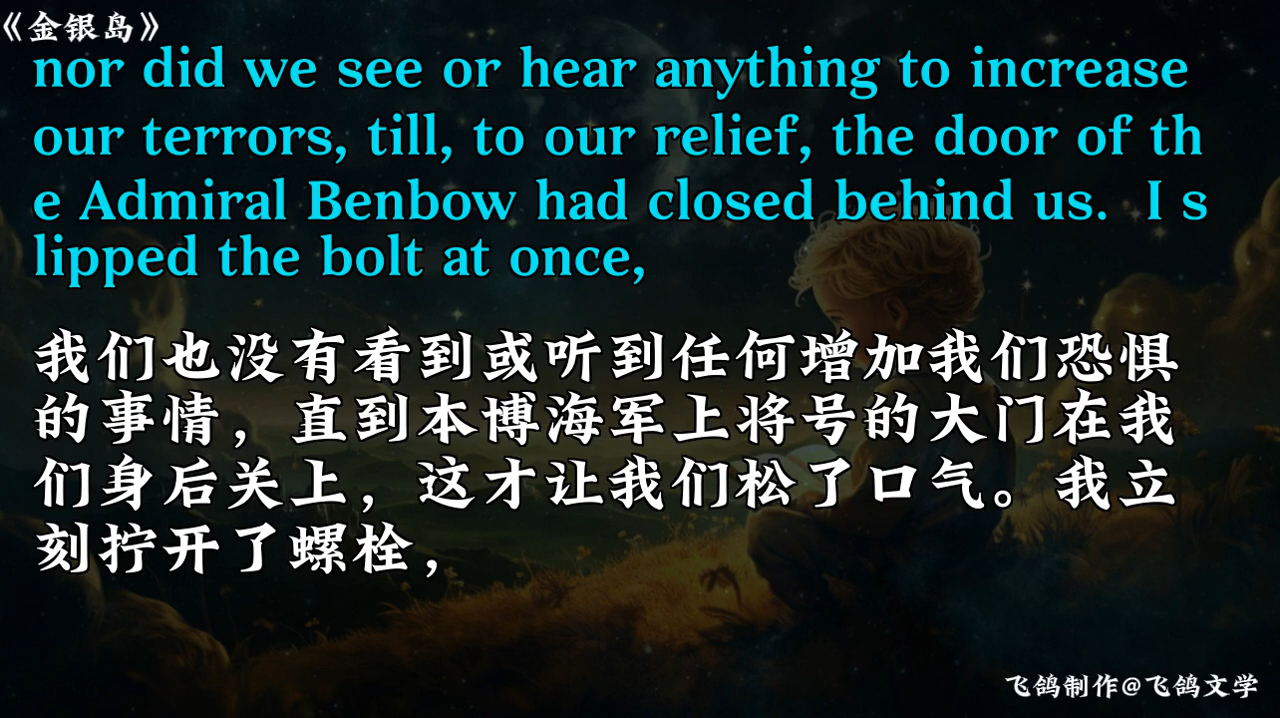 《金银岛》
nor did we see or hear anything to increase
our terrors, till, to our relief, the door of th
e Admiral Benbow had closed behind us.  I s
lipped the bolt at once,
我们也没有看到或听到任何增加我们恐惧
的事情，直到本博海军上将号的大门在我
们身后关上，这才让我们松了口气。我立
刻拧开了螺栓，
飞鸽制作@飞鸽文学